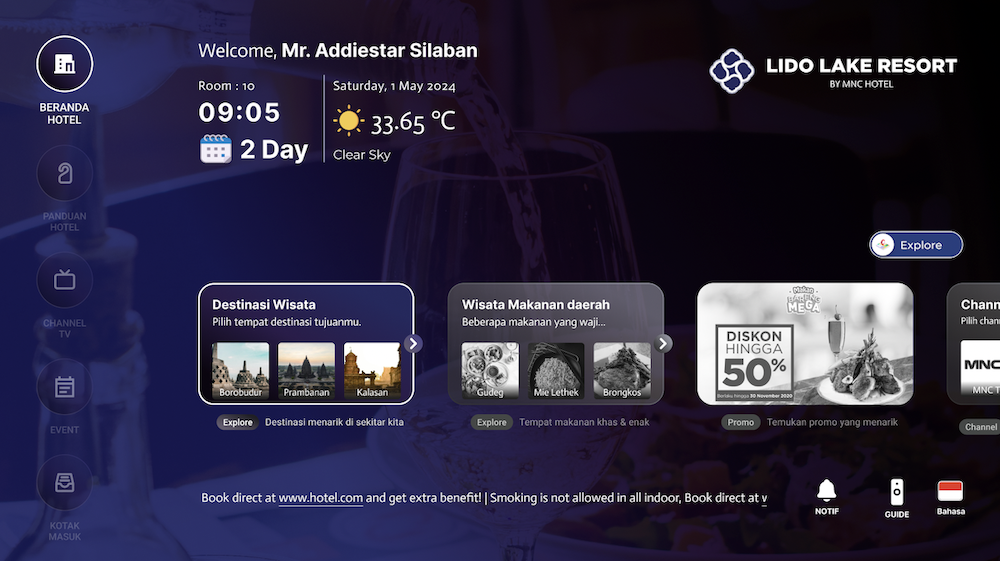 Welcome, Mr. Addiestar Silaban
Room : 10
09:05
2 Day
Saturday, 1 May 2024
33.65 °C
Clear Sky
LIDO LAKE RESORT
BY MNC HOTEL
BERANDA
HOTEL
PANDUAN
HOTEL
CHANNEL
TV
EVENT
KOTAK
MASUK
Explore
Destinasi Wisata
Pilih tempat destinasi tujuanmu.
Borobudur
Prambanan
Kalasan
Explore
Destinasi menarik di sekitar kita
Wisata Makanan daerah
Beberapa makanan yang waji...
Gudeg
Mie Lethek
Brongkos
Explore
Tempat makanan khas & enak
Makan
MEGA
DISKON
HINGGA
50%
Berlaku hingga 30 November 2020
Promo
Temukan promo yang menarik
Chann
Pilih chan
MNC
MNC T
Channel
Book direct at www.hotel.com and get extra benefit! | Smoking is not allowed in all indoor, Book direct at
NOTIF
GUIDE
Bahasa